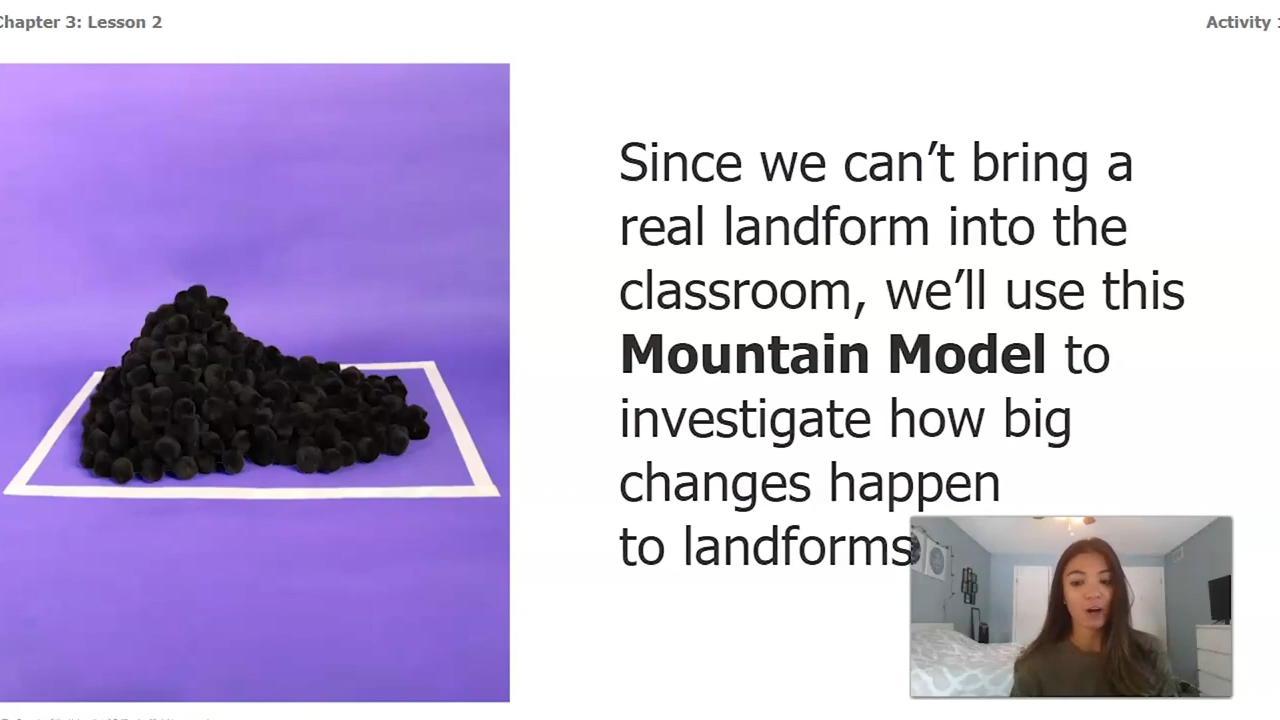 Chapter 3: Lesson 2
Activity
Since we can’t bring a
real landform into the
classroom, we’ll use this
Mountain Model to
investigate how big
changes happen
to landforms